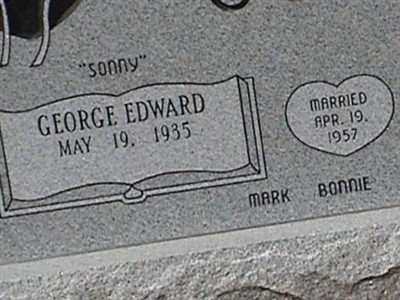 "SONNY"
GEORGE EDWARD
MAY 19, 1935
MARRIED
APR. 19,
1957
MARK BONNIE